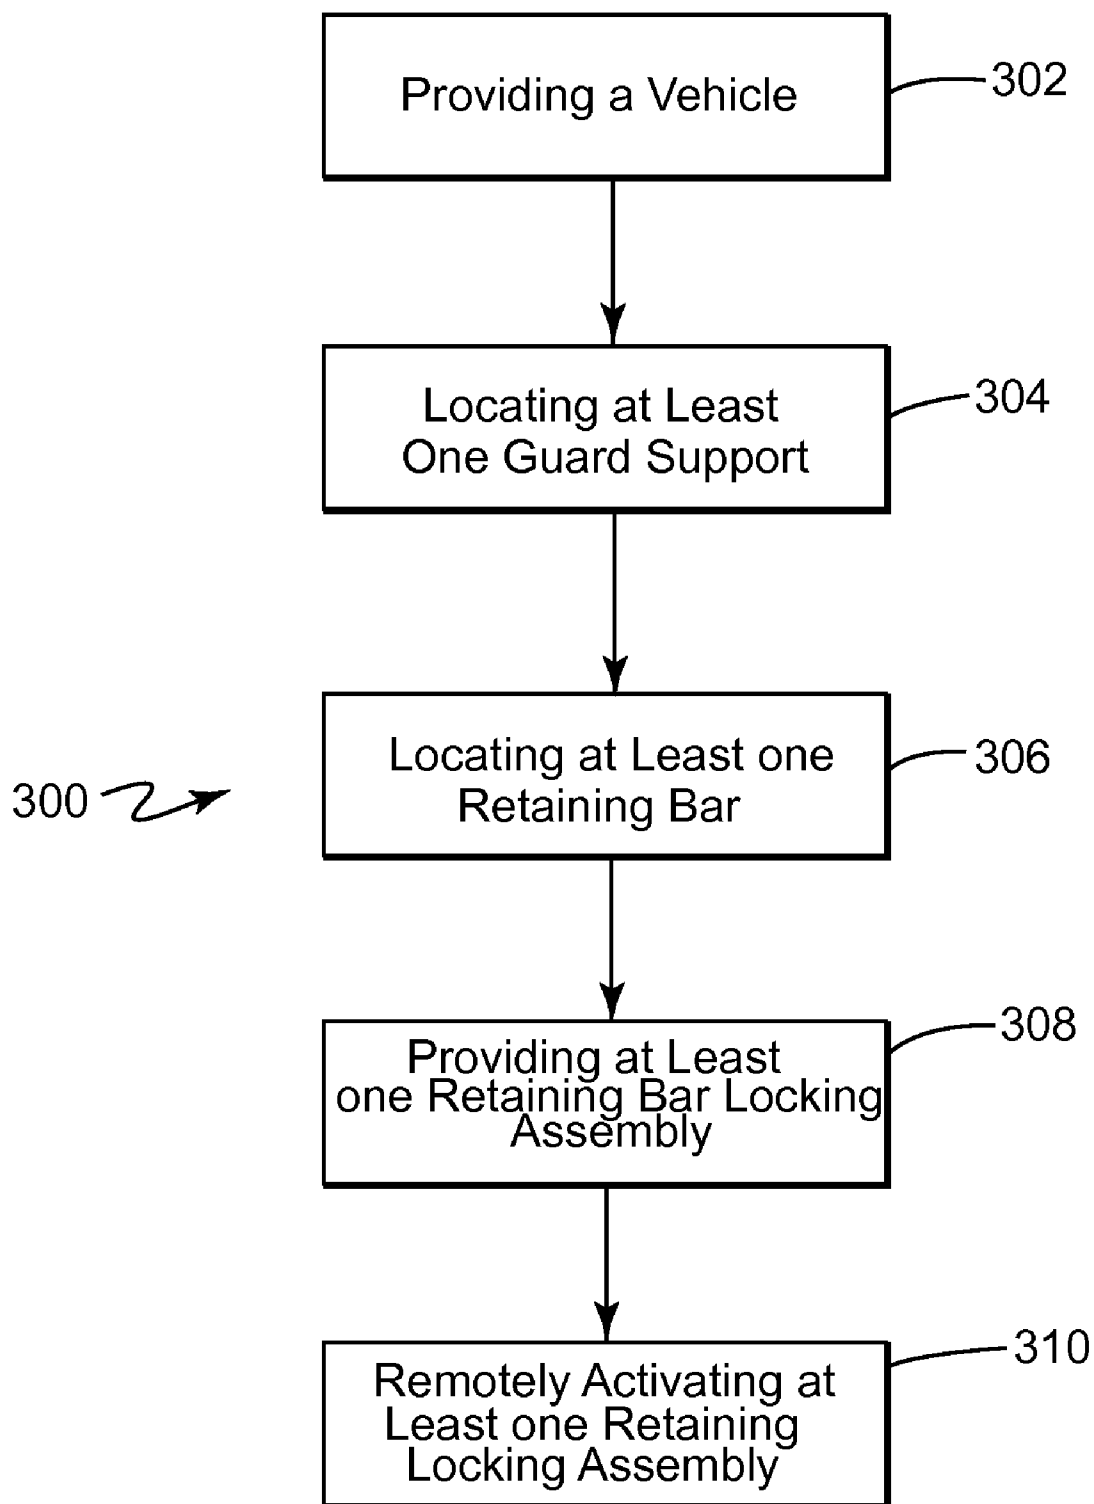 Providing a Vehicle
302
Locating at Least
One Guard Support
304
Locating at Least one
Retaining Bar
306
300
Providing at Least
one Retaining Bar Locking
Assembly
308
Remotely Activating at
Least one Retaining
Locking Assembly
310